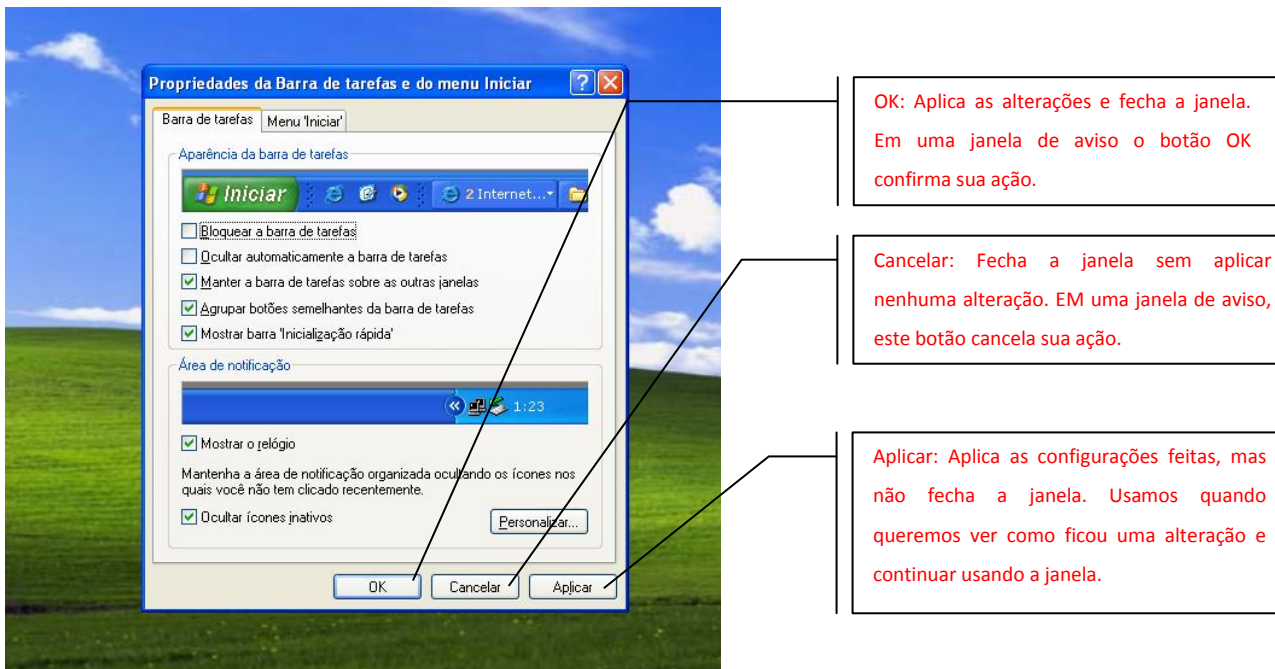 Propriedades da Barra de tarefas e do menu Iniciar
Barra de tarefas
Menu 'Iniciar'
Aparência da barra de tarefas
Iniciar
2 Internet...
Bloquear a barra de tarefas
Ocultar automaticamente a barra de tarefas
Manter a barra de tarefas sobre as outras janelas
Agrupar botões semelhantes da barra de tarefas
Mostrar barra 'Inicialização rápida'
Área de notificação
1:23
Mostrar o relógio
Mantenha a área de notificação organizada ocultando os ícones nos
quais você não tem clicado recentemente.
Ocultar ícones inativos
Personalizar...
OK
Cancelar
Aplicar
OK: Aplica as alterações e fecha a janela.
Em uma janela de aviso o botão OK
confirma sua ação.
Cancelar: Fecha a janela sem aplicar
nenhuma alteração. EM uma janela de aviso,
este botão cancela sua ação.
Aplicar: Aplica as configurações feitas, mas
não fecha a janela. Usamos quando
queremos ver como ficou uma alteração e
continuar usando a janela.